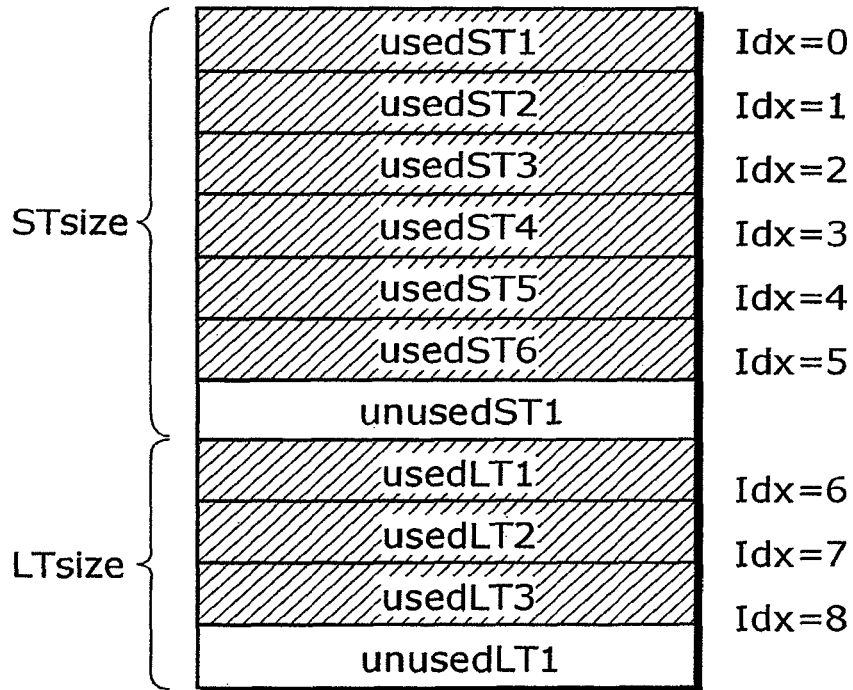 usedST1 Idx=0
usedST2 Idx=1
usedST3 Idx=2
STsize usedST4 Idx=3
usedST5 Idx=4
usedST6 Idx=5
unusedST1
usedLT1 Idx=6
usedLT2 Idx=7
LTsize usedLT3 Idx=8
unusedLT1